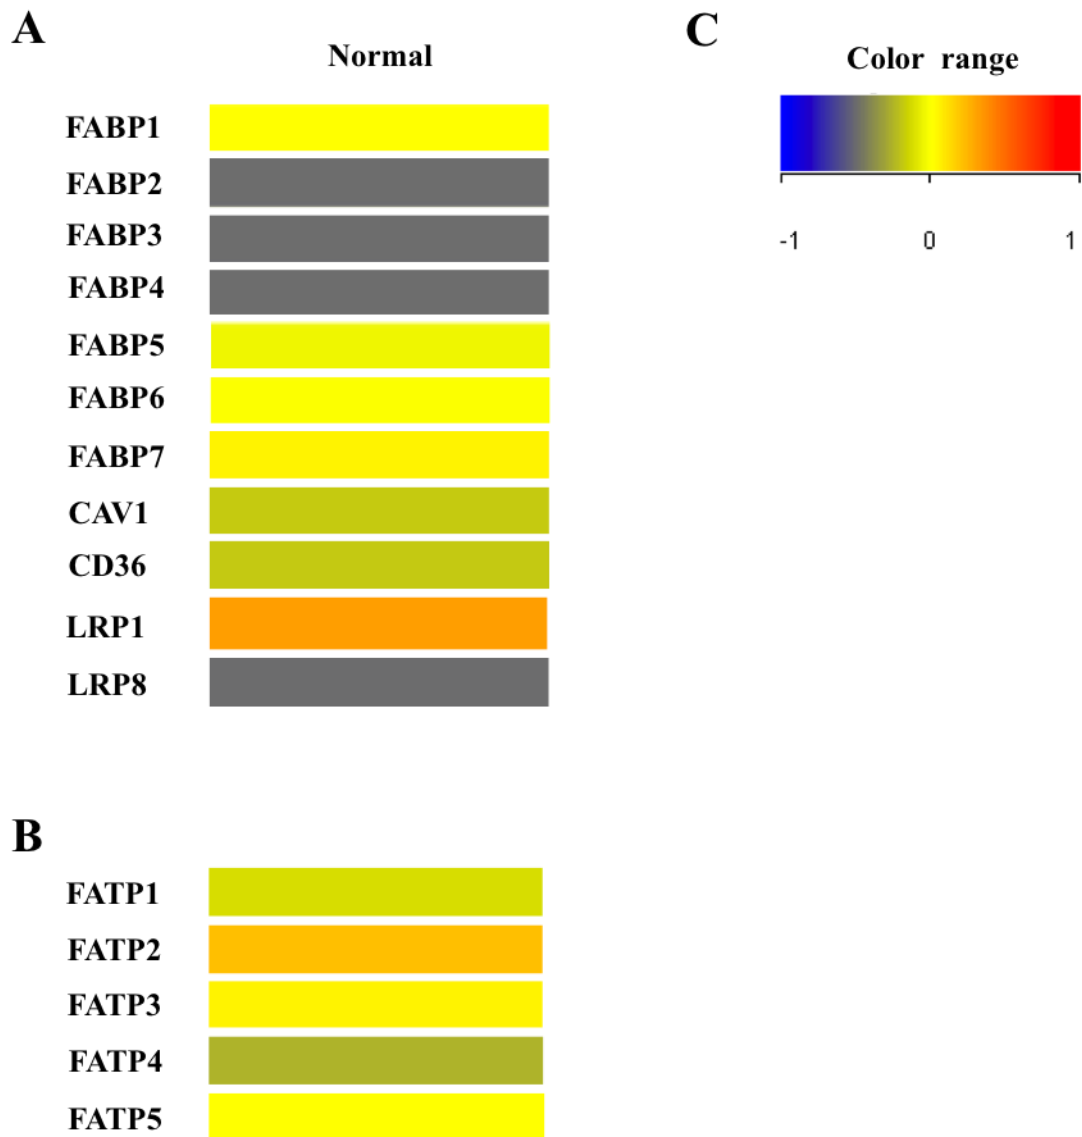 A
Normal
FABP1
FABP2
FABP3
FABP4
FABP5
FABP6
FABP7
CAV1
CD36
LRP1
LRP8
B
FATP1
FATP2
FATP3
FATP4
FATP5
C
Color range
-1 0 1